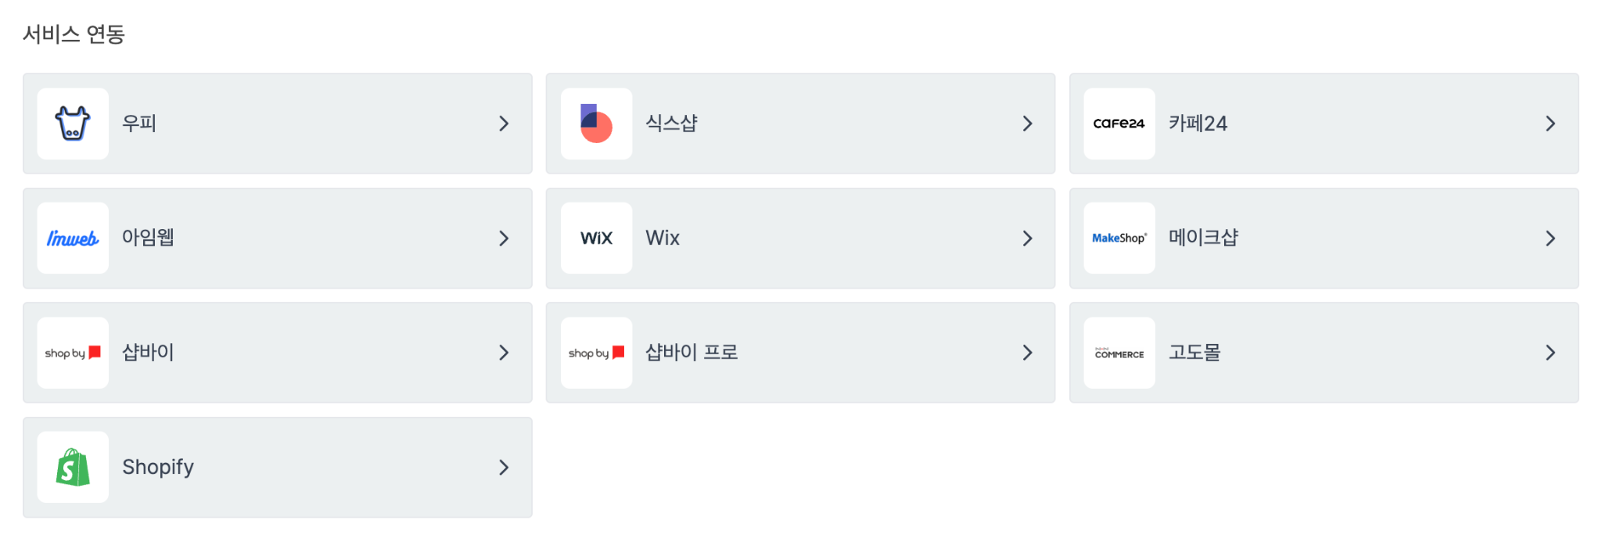 서비스 연동
우피
식스샵
cafe24 카페24
I'mweb 아임웹
WiX Wix
MakeShop® 메이크샵
shop by 샵바이
shop by 샵바이 프로
COMMERCE 고도몰
S Shopify